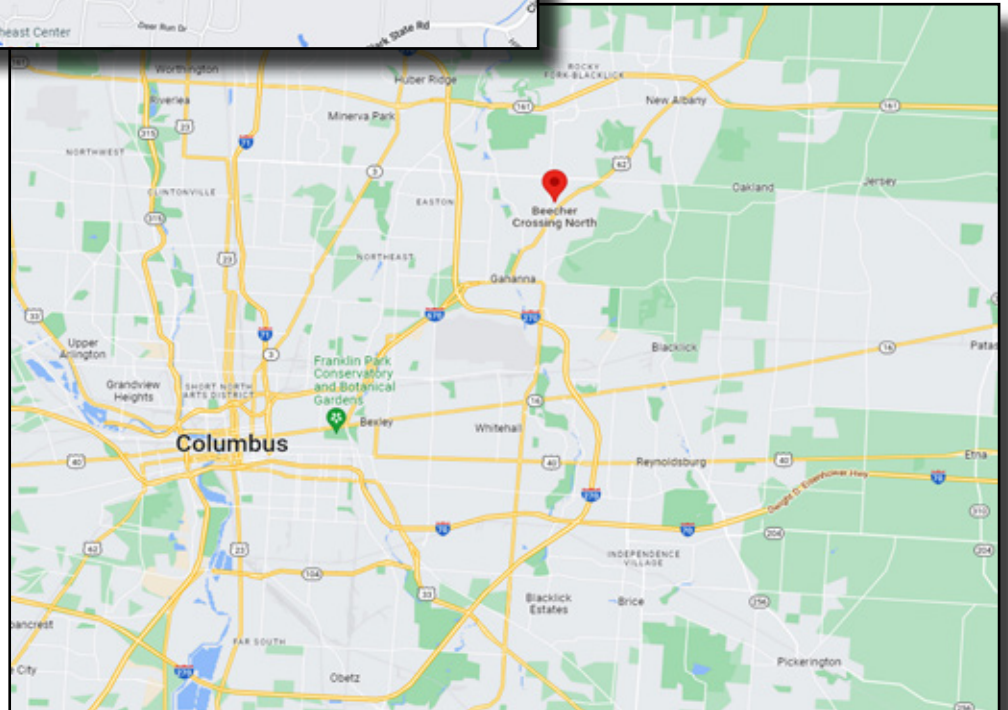 heast Center
Deer Run Dr
lark State Rd
161
Worthington
Huber Ridge
ROCKY
FORK-BLACKLICK
Riverlea
Minerva Park
161
New Albany
161
315
23
71
NORTHWEST
3
62
CLINTONVILLE
EASTON
Oakland
Jersey
315
Beecher
Crossing North
23
NORTHEAST
Gahanna
33
670
270
71
Upper
Arlington
3
Blacklick
16
Patas
Franklin Park
Conservatory
and Botanical
Gardens
Grandview
Heights
SHORT NORTH
ARTS DISTRICT
16
Bexley
Whitehall
Columbus
40
40
Reynoldsburg
40
Etna
Dwight D. Eisenhower Hwy
70
270
70
70
310
204
62
23
204
INDEPENDENCE
VILLAGE
104
33
Blacklick
Estates
Brice
256
pancrest
FAR SOUTH
e City
270
Obetz
Pickerington
256